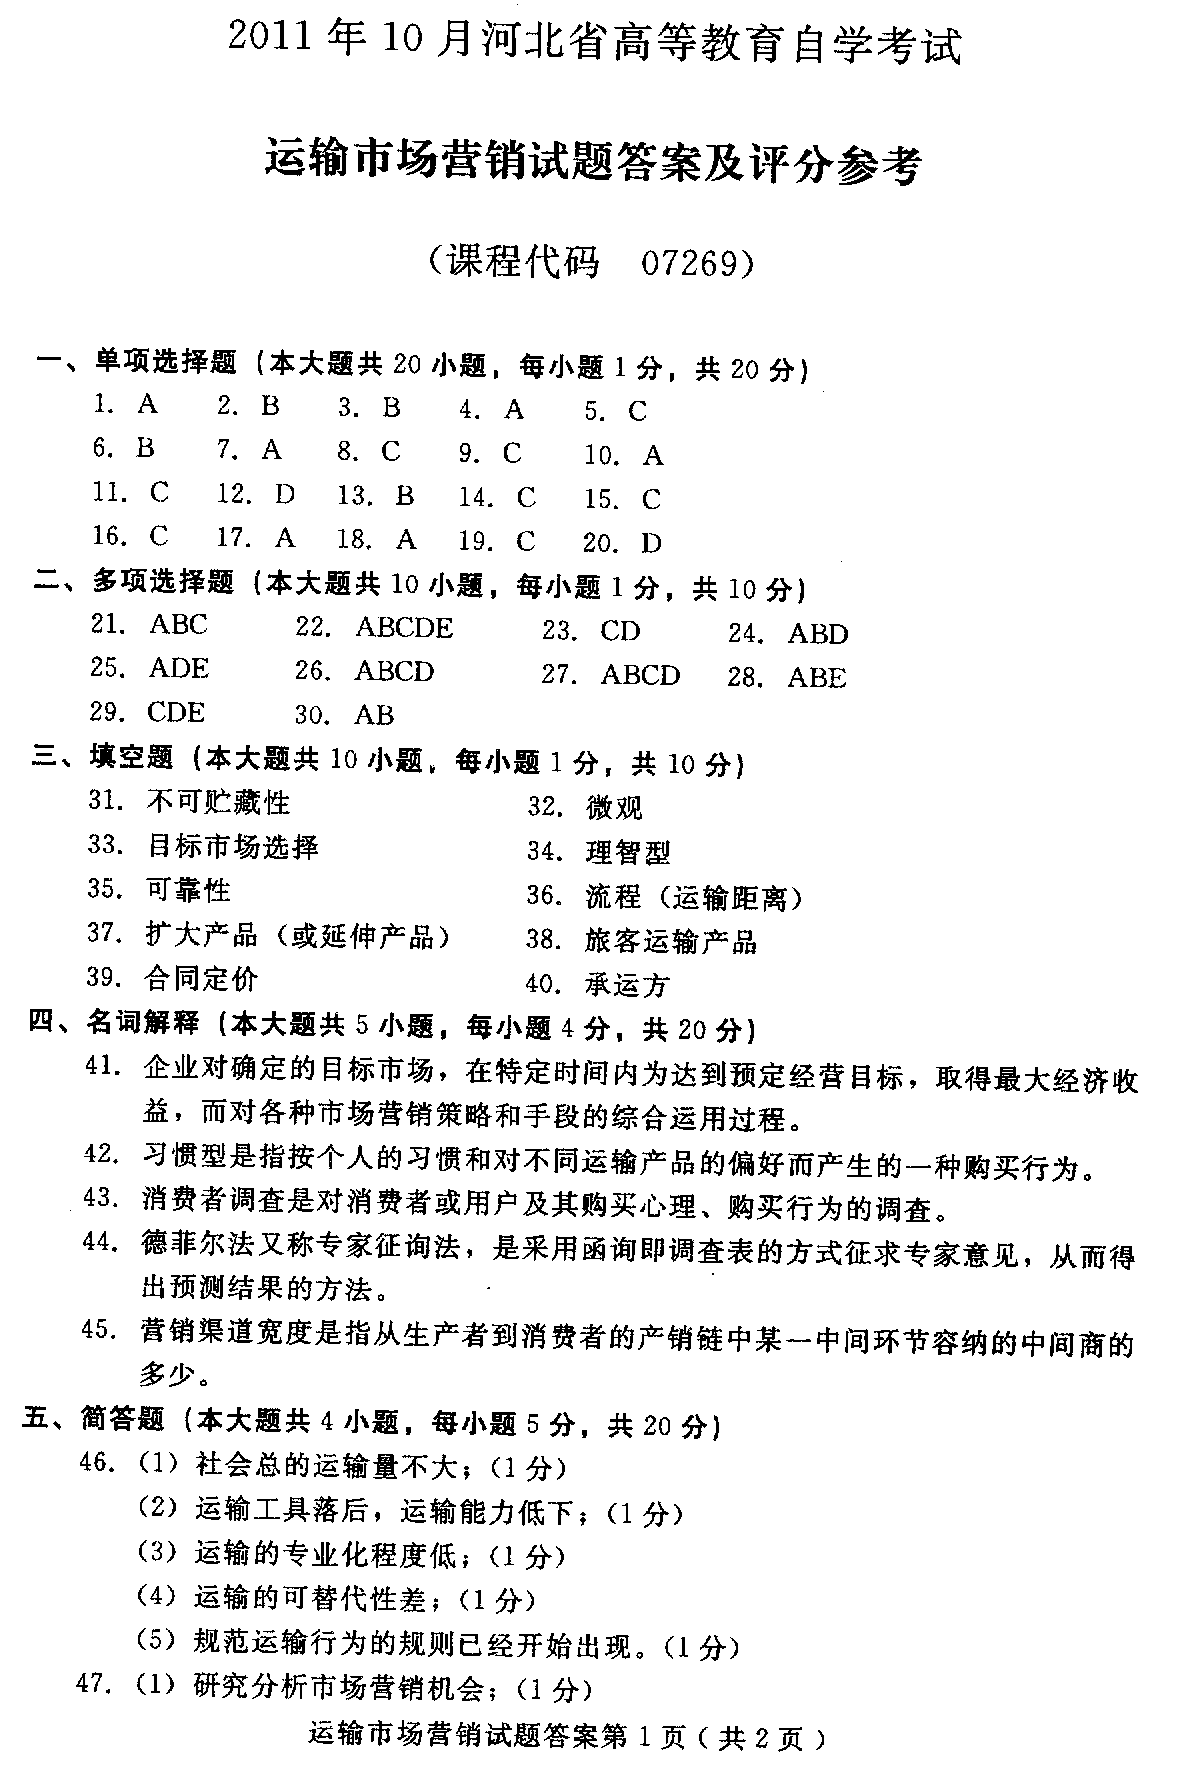 2011年10月河北省高等教育自学考试
运输市场营销试题答案及评分参考
（课程代码 07269）
一、单项选择题（本大题共20小题，每小题1分，共20分）
1. A 2. B 3. B 4. A 5. C
6. B 7. A 8. C 9. C 10. A
11. C 12. D 13. B 14. C 15. C
16. C 17. A 18. A 19. C 20. D
二、多项选择题（本大题共10小题，每小题1分，共10分）
21. ABC 22. ABCDE 23. CD 24. ABD
25. ADE 26. ABCD 27. ABCD 28. ABE
29. CDE 30. AB
三、填空题（本大题共10小题，每小题1分，共10分）
31. 不可贮藏性 32. 微观
33. 目标市场选择 34. 理智型
35. 可靠性 36. 流程（运输距离）
37. 扩大产品（或延伸产品） 38. 旅客运输产品
39. 合同定价 40. 承运方
四、名词解释（本大题共5小题，每小题4分，共20分）
41. 企业对确定的目标市场，在特定时间内为达到预定经营目标，取得最大经济收
益，而对各种市场营销策略和手段的综合运用过程。
42. 习惯型是指按个人的习惯和对不同运输产品的偏好而产生的一种购买行为。
43. 消费者调查是对消费者或用户及其购买心理、购买行为的调查。
44. 德菲尔法又称专家征询法，是采用函询即调查表的方式征求专家意见，从而得
出预测结果的方法。
45. 营销渠道宽度是指从生产者到消费者的产销链中某一中间环节容纳的中间商的
多少。
五、简答题（本大题共4小题，每小题5分，共20分）
46.（1）社会总的运输量不大；（1分）
（2）运输工具落后，运输能力低下；（1分）
（3）运输的专业化程度低；（1分）
（4）运输的可替代性差；（1分）
（5）规范运输行为的规则已经开始出现。（1分）
47.（1）研究分析市场营销机会；（1分）
运输市场营销试题答案第1页（共2页）